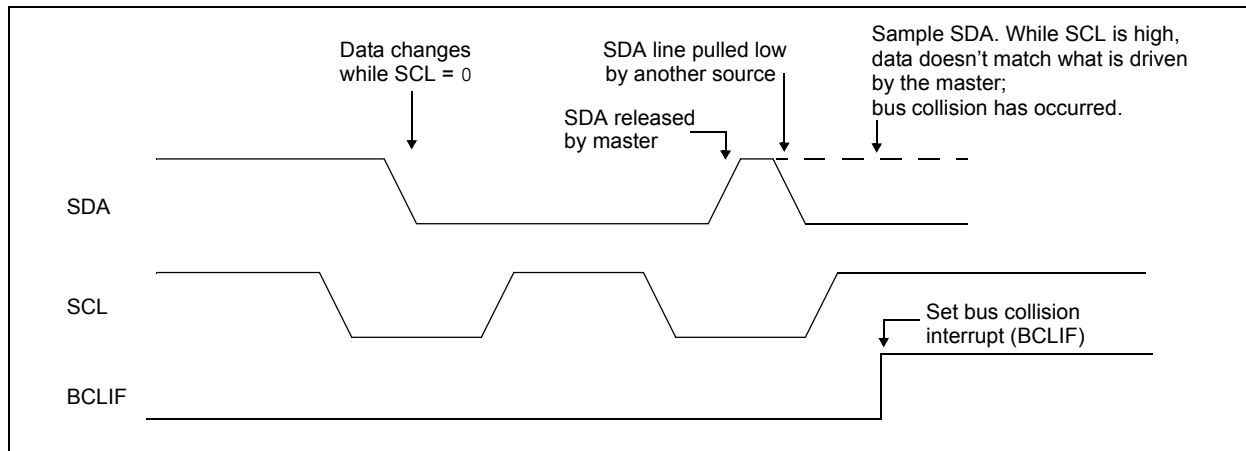 Data changes
while SCL = 0
SDA line pulled low
by another source
Sample SDA. While SCL is high,
data doesn’t match what is driven
by the master;
bus collision has occurred.
SDA released
by master
SDA
SCL
Set bus collision
interrupt (BCLIF)
BCLIF